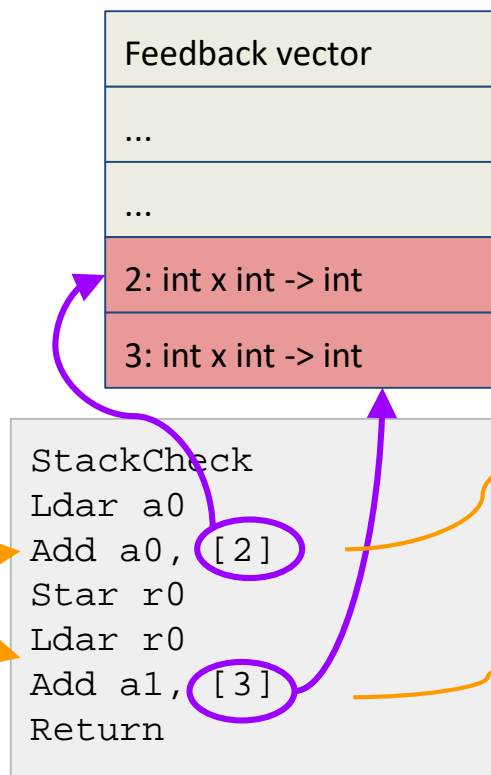 Feedback vector
...
...
2: int x int -> int
3: int x int -> int
StackCheck
Ldar a0
Add a0, [2]
Star r0
Ldar r0
Add a1, [3]
Return